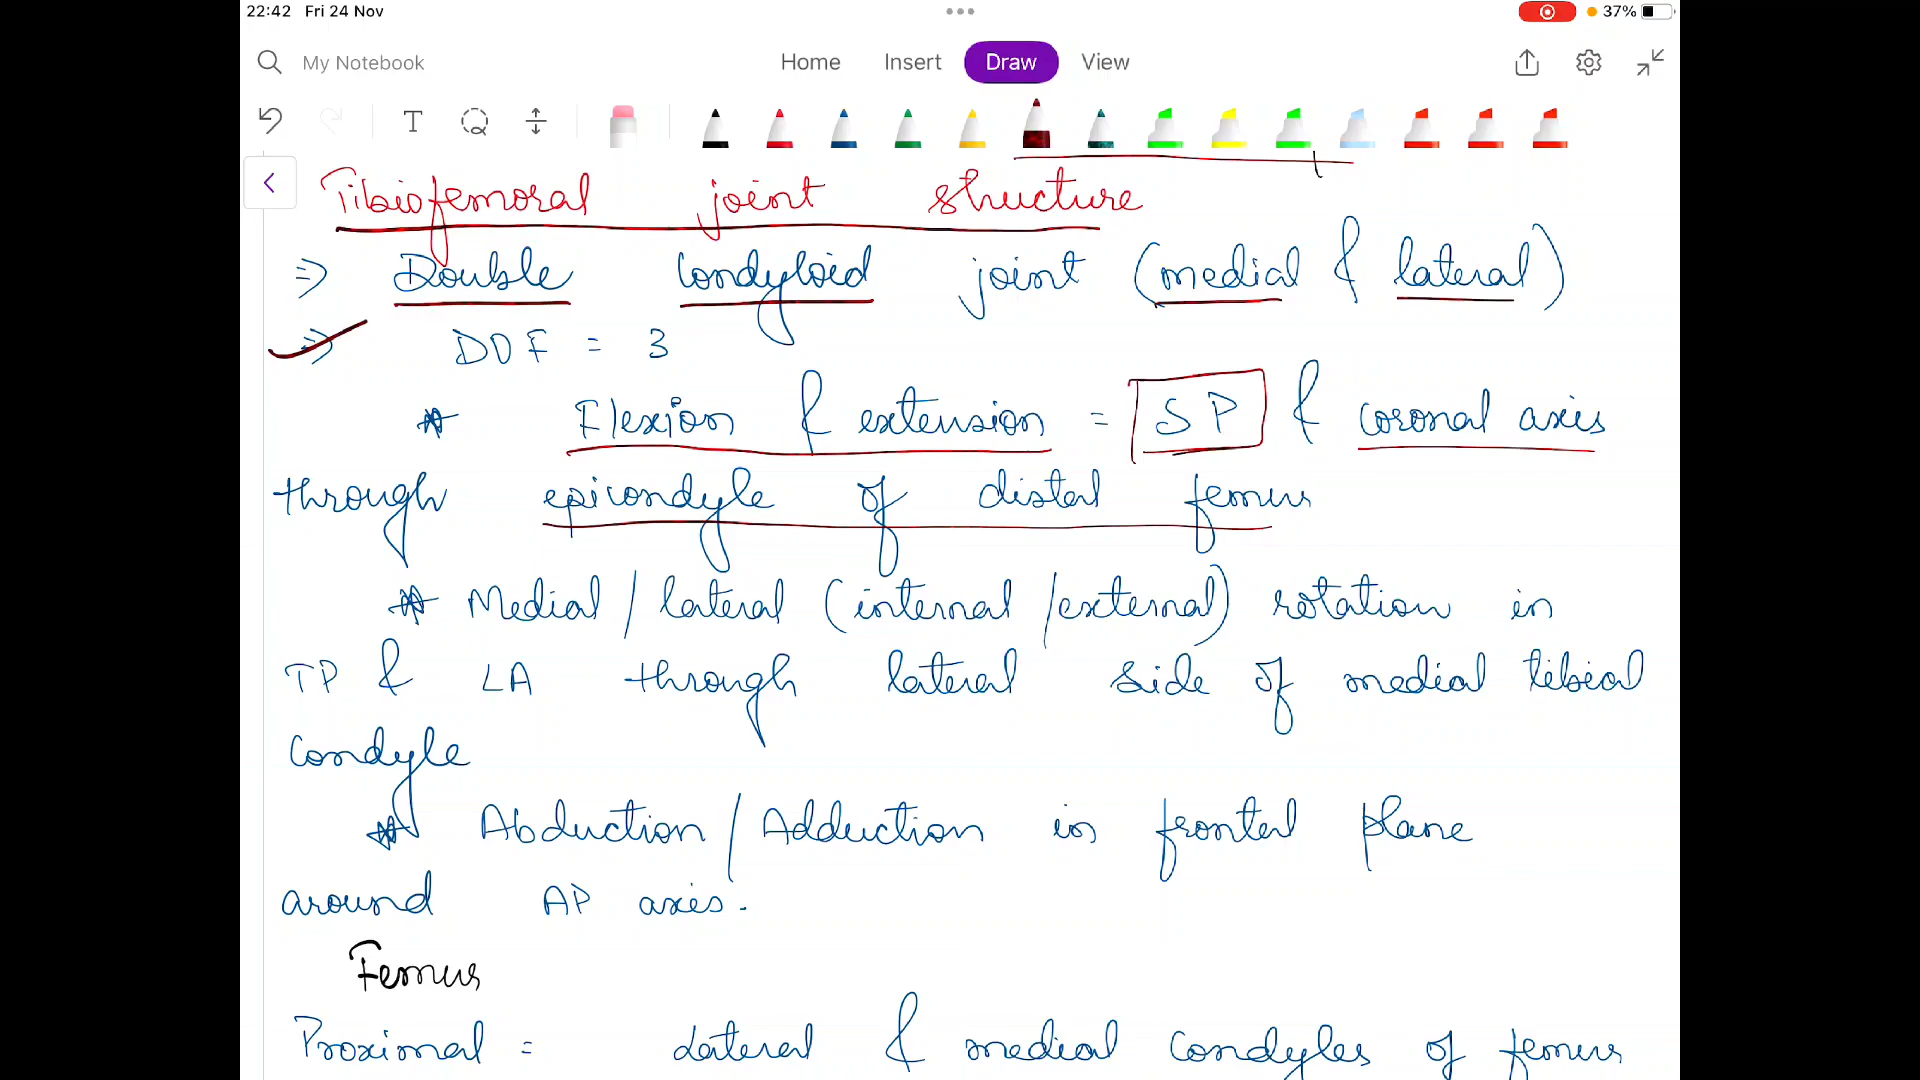 22:42 Fri 24 Nov
37%
My Notebook
Home Insert Draw View
T
Tibiofemoral joint structure
⇒ Double condyloid joint (medial & lateral)
⇒ DOF = 3
* Flexion & extension = SP & coronal axis
through epicondyle of distal femur
* Medial / lateral (internal /external) rotation in
TP & LA through lateral side of medial tibial
condyle
* Abduction / Adduction in frontal plane
around AP axis.
Femur
Proximal = Lateral & medial condyles of femur